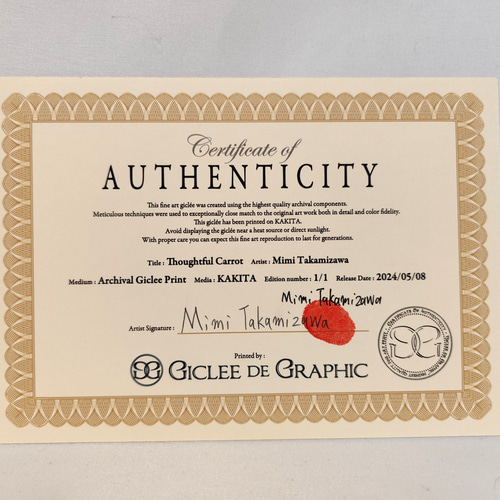 Certificate of
AUTHENTICITY
This fine art giclée was created using the highest quality archival components.
Meticulous techniques were used to exceptionally close match to the original art work both in detail and color fidelity.
This giclée has been printed on KAKITA.
Avoid displaying the giclée near a heat source or direct sunlight.
With proper care you can expect this fine art reproduction to last for generations.
Title : Thoughtful Carrot Artist : Mimi Takamizawa
Medium : Archival Giclee Print Media : KAKITA Edition number : 1/1 Release Date : 2024/05/08
Mimi Takamizawa
Artist Signature : Mimi Takamizawa
Printed by :
GICLEE DE GRAPHIC